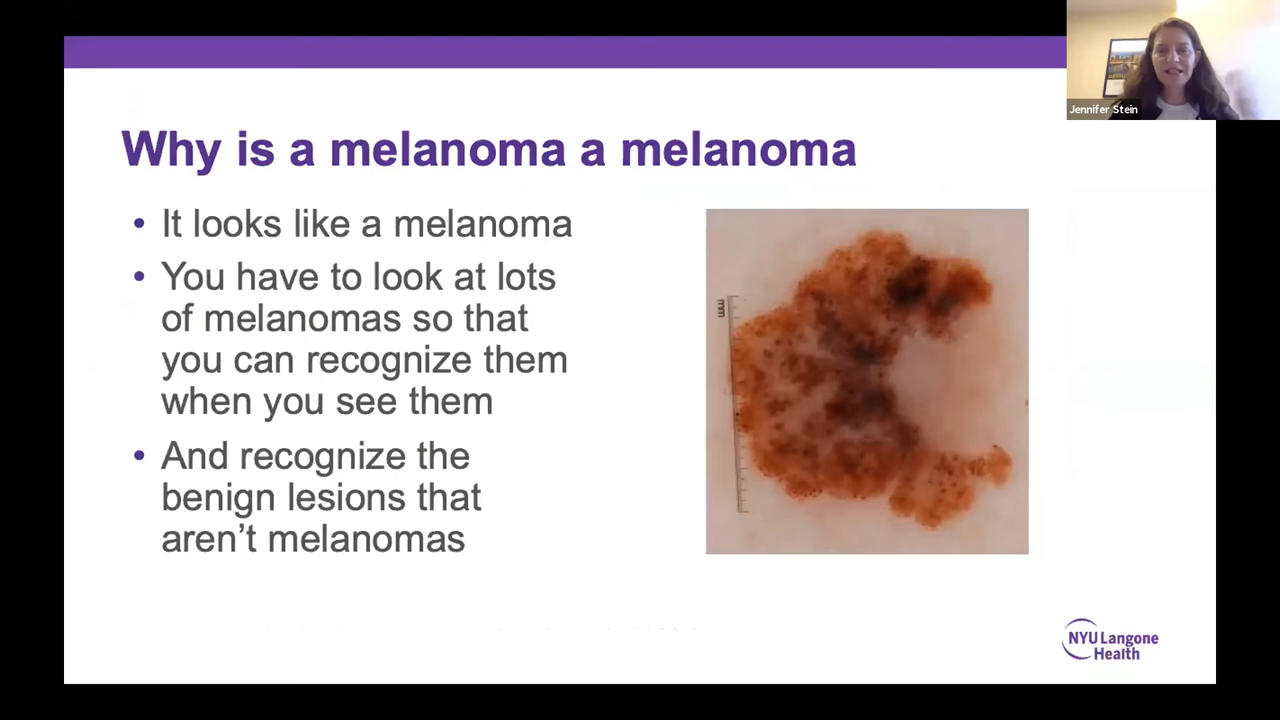 Jennifer Stein
Why is a melanoma a melanoma
• It looks like a melanoma
• You have to look at lots
of melanomas so that
you can recognize them
when you see them
• And recognize the
benign lesions that
aren't melanomas
mm
NYU Langone
Health